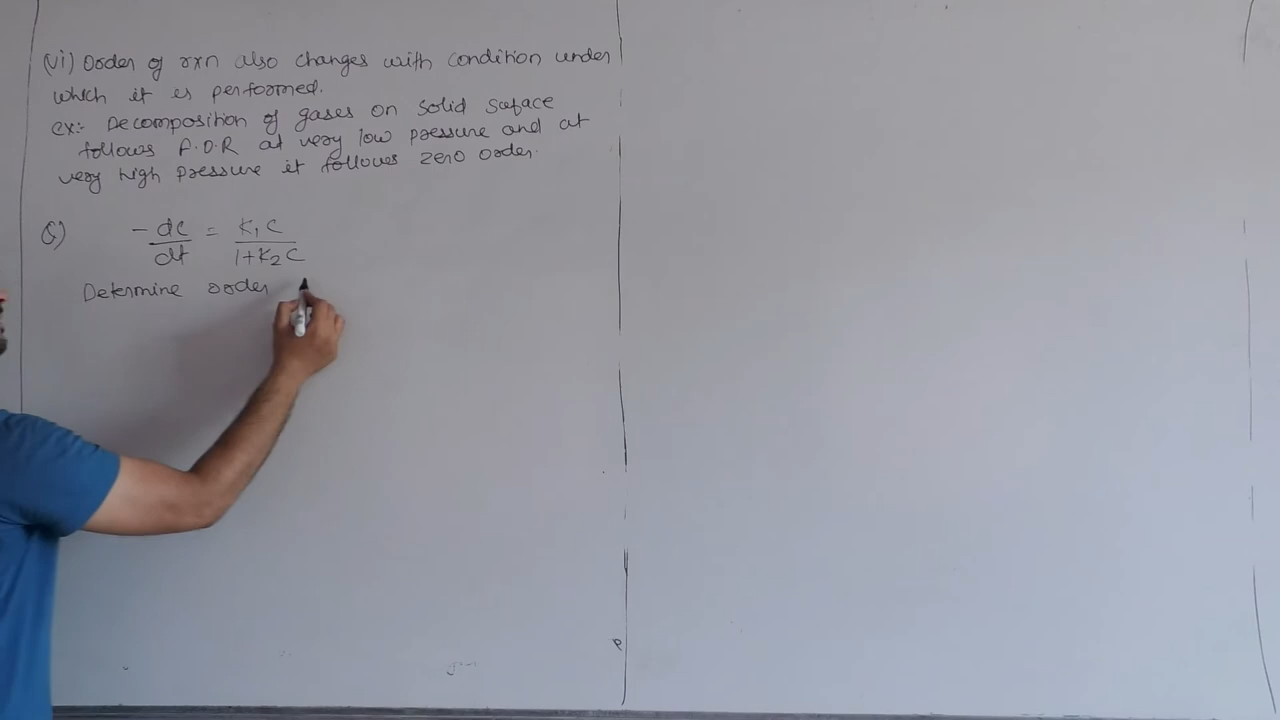 (vi) Order of rxn also changes with condition under
which it is performed.
ex:- Decomposition of gases on solid surface
follows F.O.R at very low pressure and at
very high pressure it follows zero order.
Q) -dc/dt = K₁C/1+K₂C
Determine order